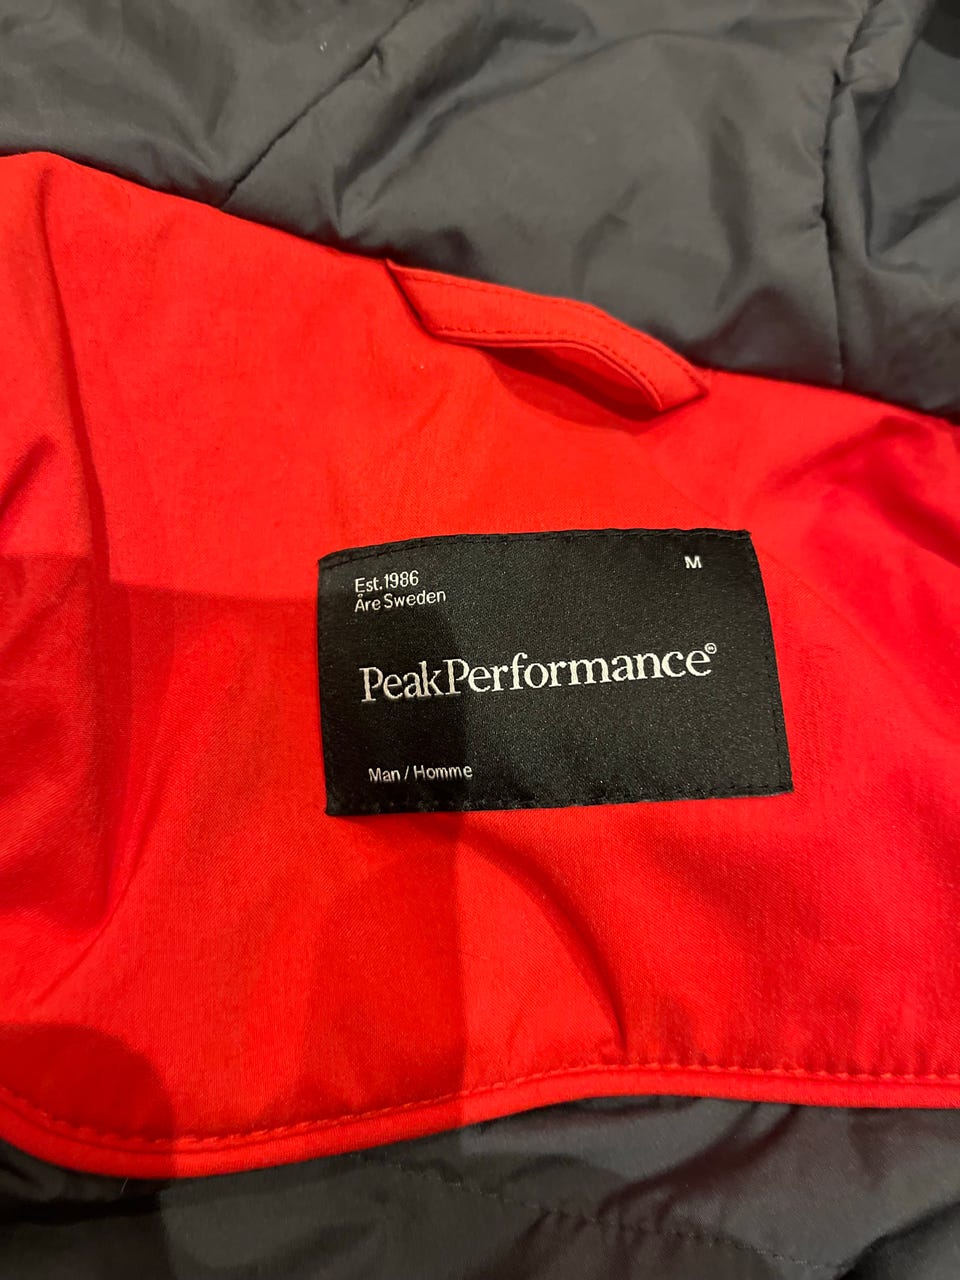 Est.1986
Åre Sweden
M
PeakPerformance®
Man / Homme